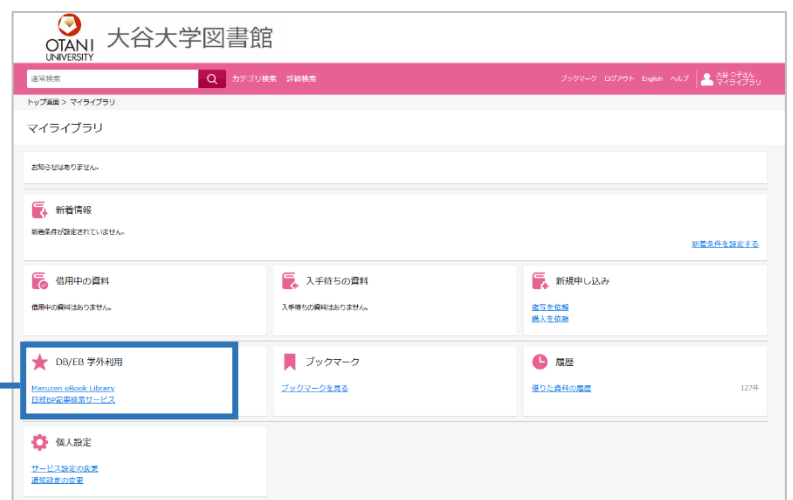 OTANI
UNIVERSITY
大谷大学図書館
通常検索
カテゴリ検索 詳細検索
ブックマーク ログアウト English ヘルプ
大谷 ひ子さん
マイライブラリ
トップ画面 > マイライブラリ
マイライブラリ
お知らせはありません。
新着情報
新着条件が設定されていません。
新着条件を設定する
借用中の資料
借用中の資料はありません。
入手待ちの資料
入手待ちの資料はありません。
新規申し込み
複写を依頼
購入を依頼
DB/EB 学外利用
Maruzen eBook Library
日経BP記事検索サービス
ブックマーク
ブックマークを見る
履歴
借りた資料の履歴
127件
個人設定
サービス設定の変更
通知設定の変更